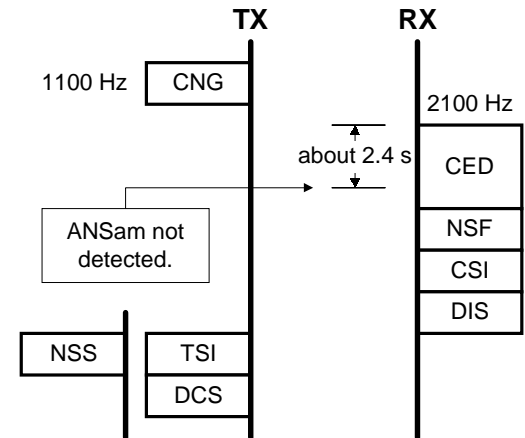 TX
RX
1100 Hz
CNG
2100 Hz
about 2.4 s
CED
ANSam not
detected.
NSF
CSI
DIS
NSS
TSI
DCS